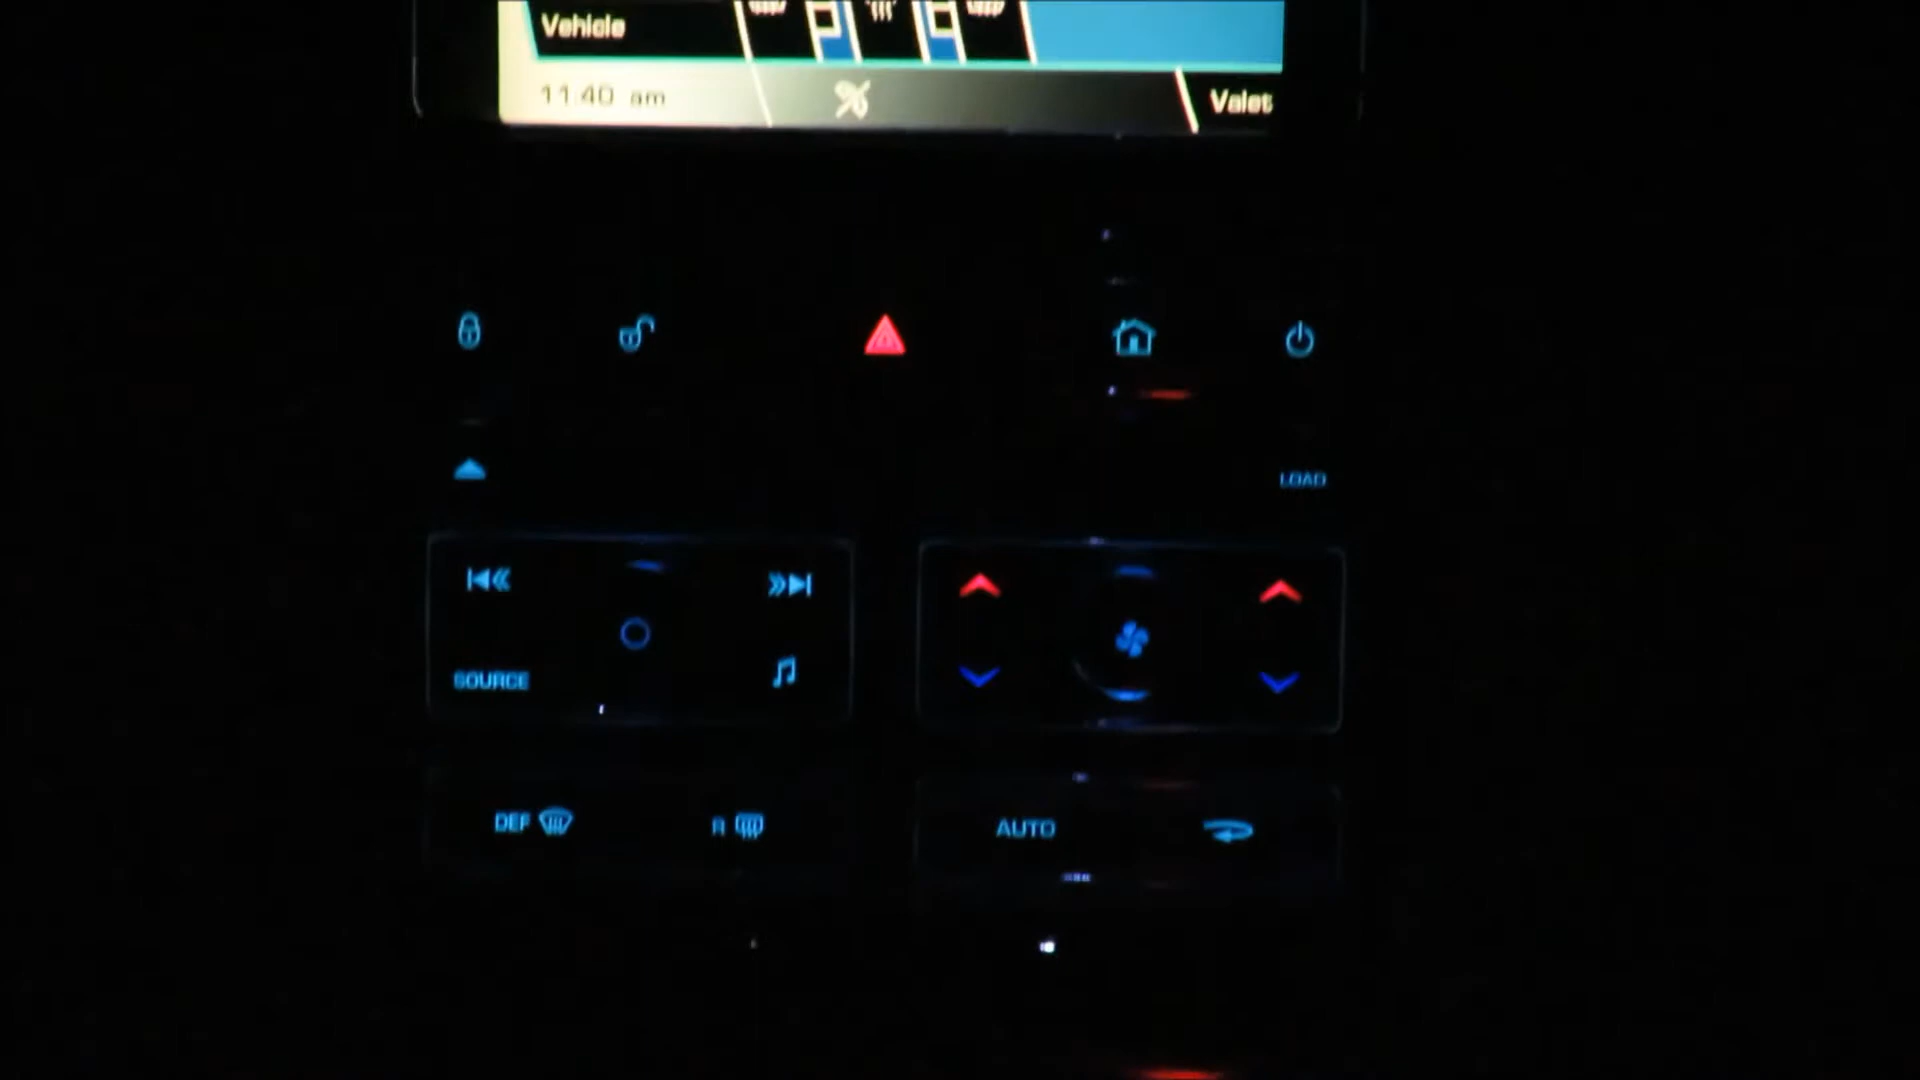 Vehicle
11:40 am
Valet
LOAD
SOURCE
DEF
R
AUTO